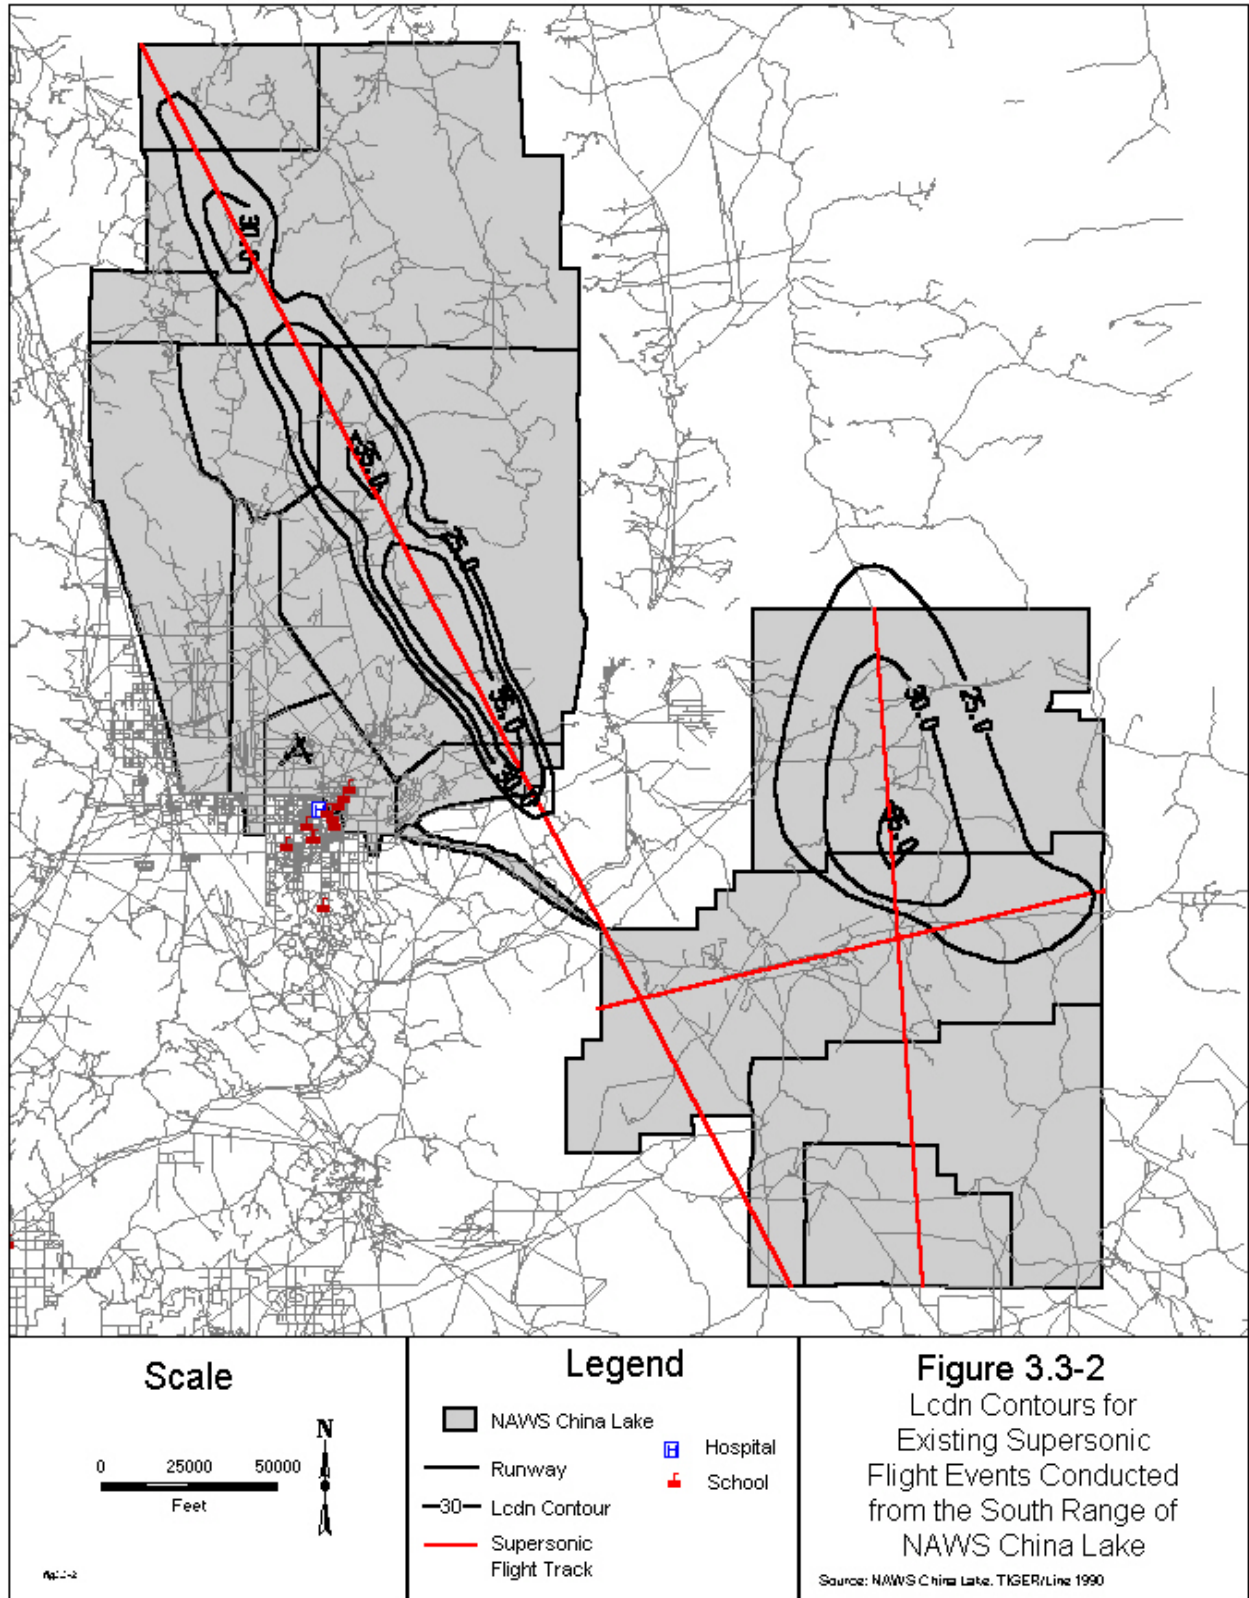 30.0
35.0
25.0
35.0
30.0
30.0
25.0
35.0
Scale
N
0 25000 50000
Feet
Legend
NAWS China Lake
Runway
30 Lcdn Contour
Supersonic
Flight Track
Hospital
School
Figure 3.3-2
Lcdn Contours for
Existing Supersonic
Flight Events Conducted
from the South Range of
NAWS China Lake
Source: NAWS China Lake, TIGER/Line 1990